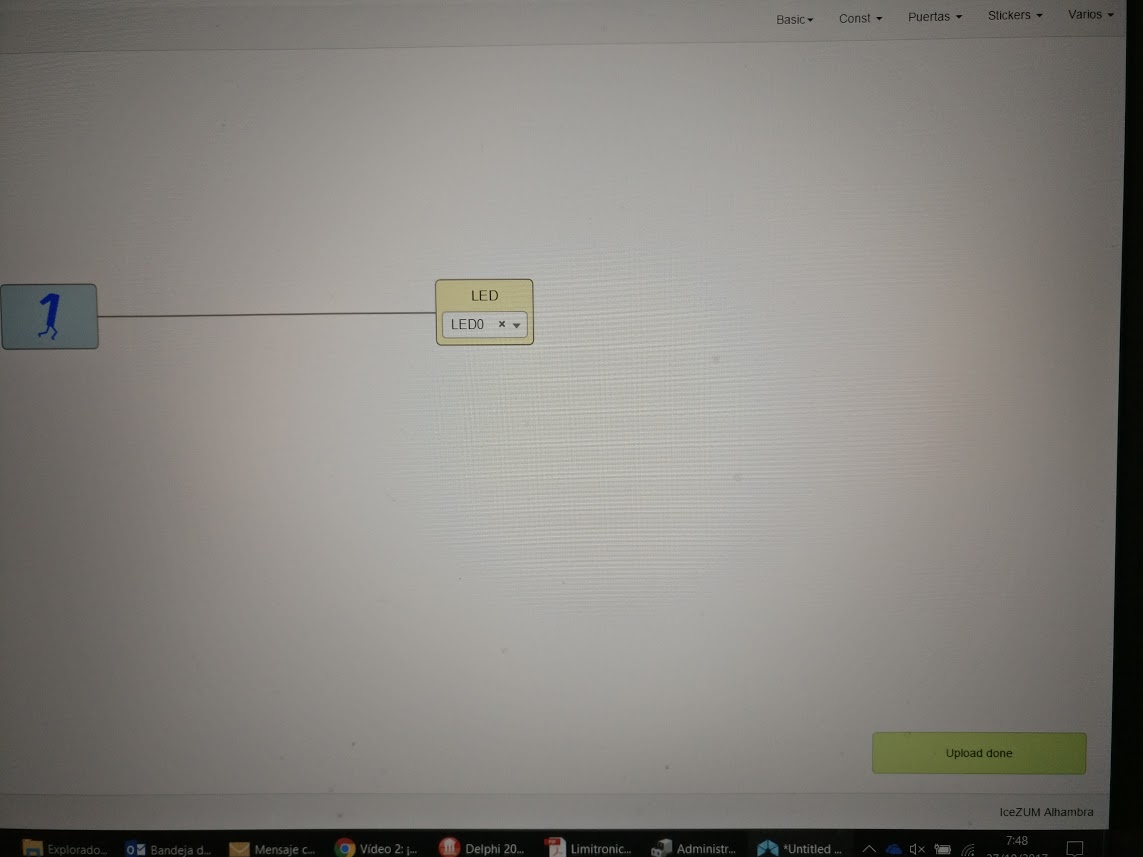 Basic
Const
Puertas
Stickers
Varios
1
LED
LED0 ×
Upload done
IceZUM Alhambra
Explorado...
Bandeja d...
Mensaje c...
Vídeo 2: ¡...
Delphi 20...
Limitronic...
Administr...
*Untitled ...
7:48